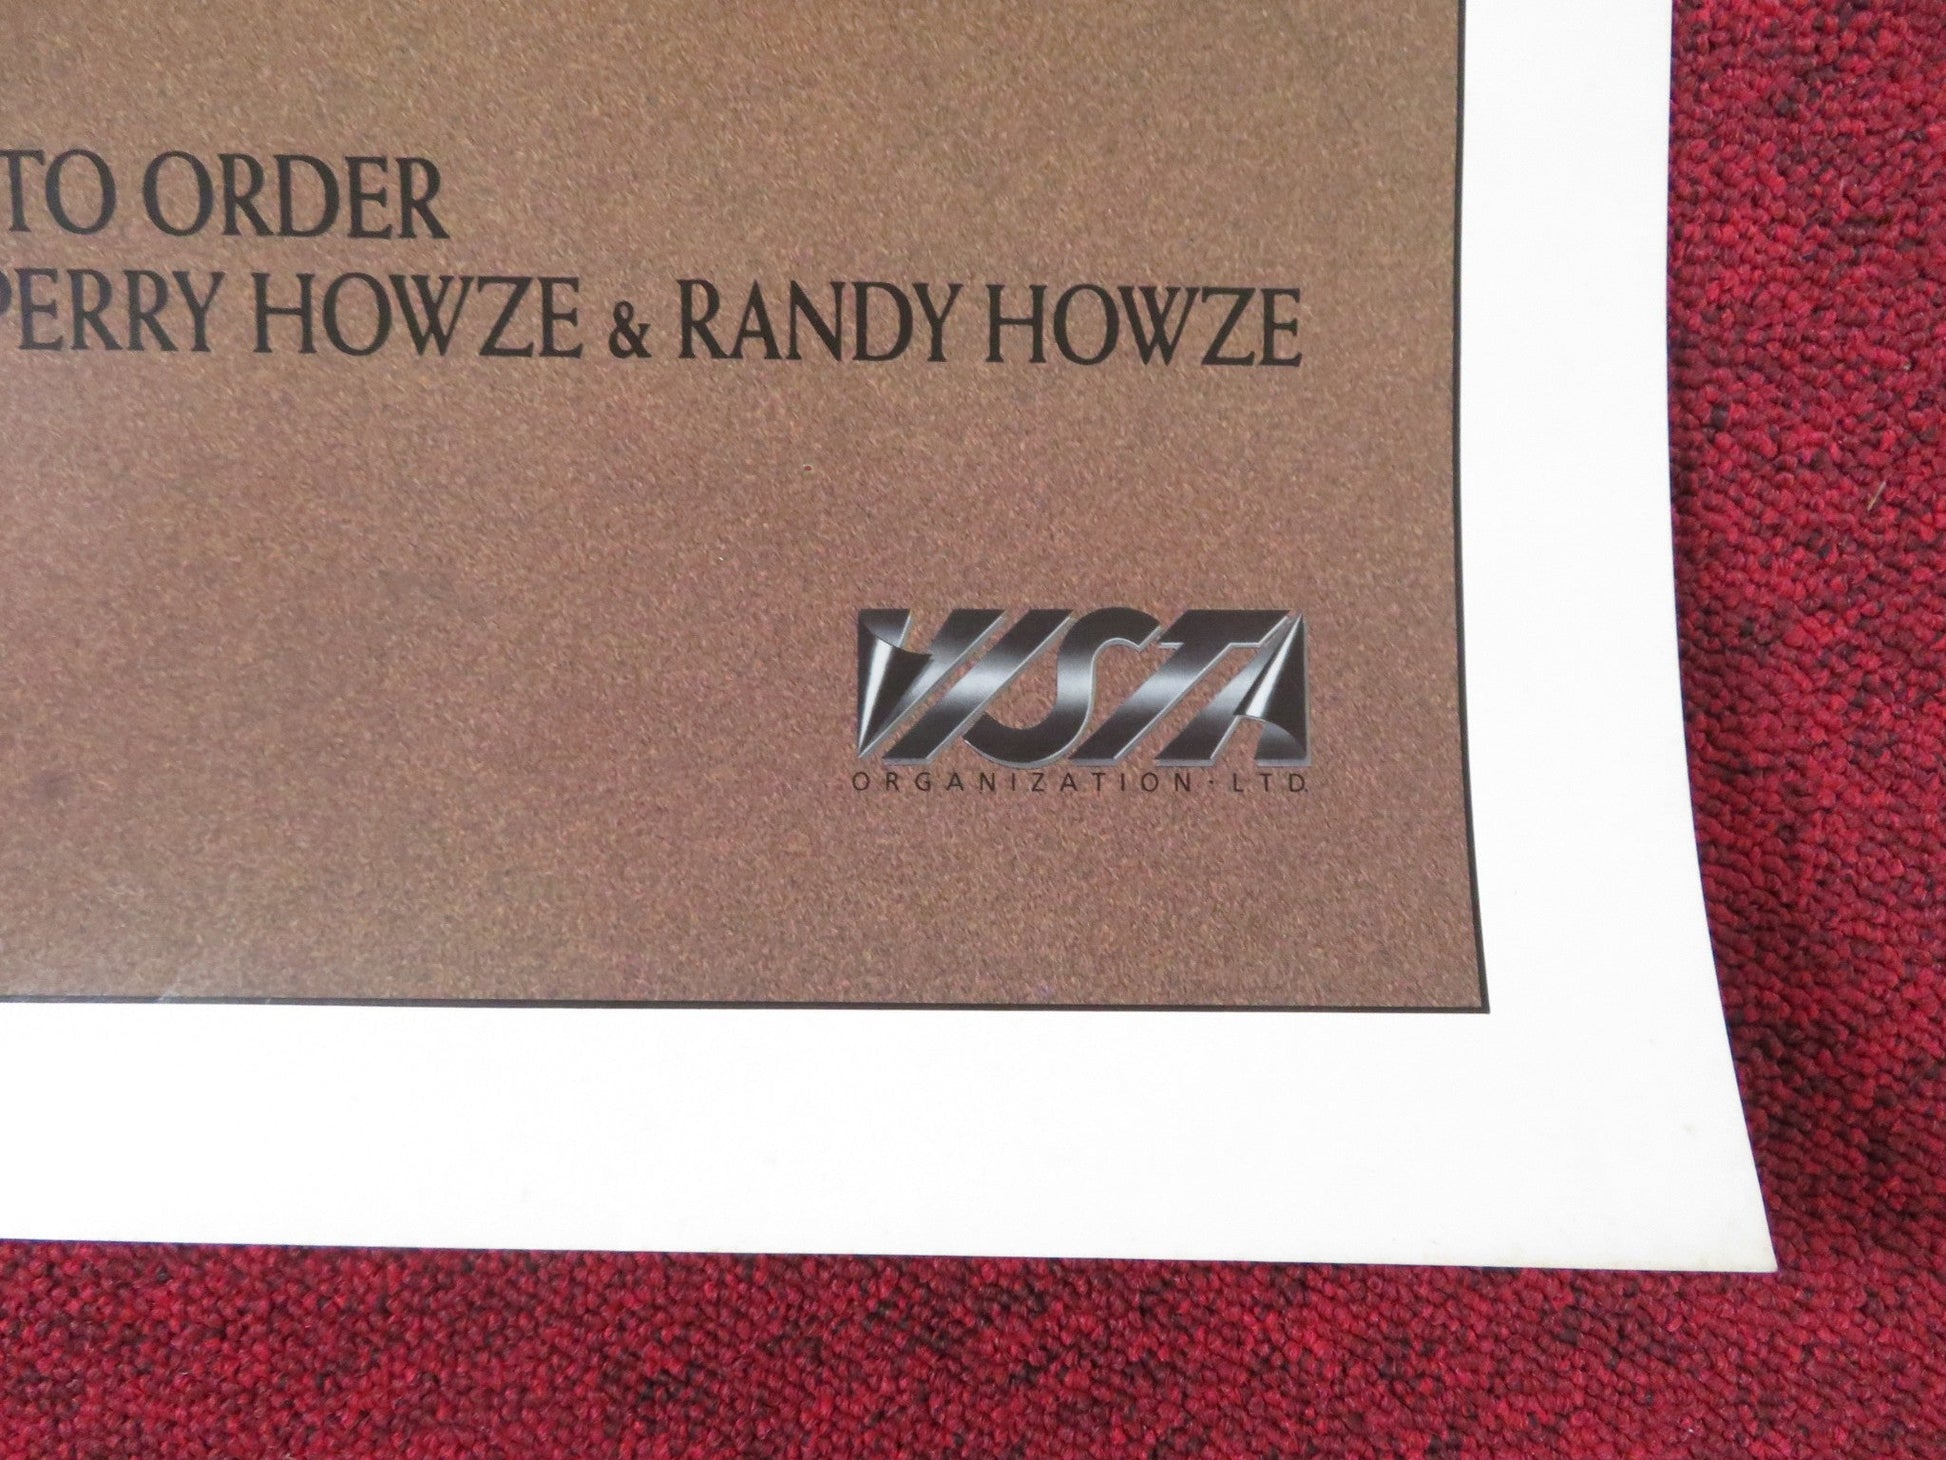 TO ORDER
PERRY HOWZE & RANDY HOWZE
VISTA
ORGANIZATION · LTD.